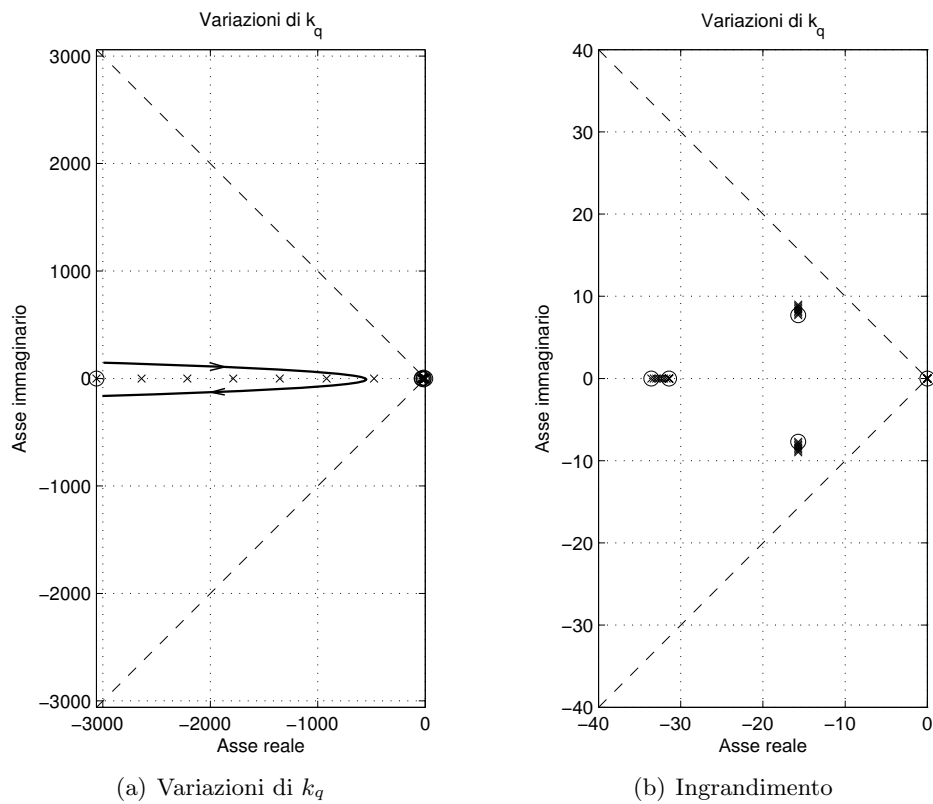 Variazioni di k_q
3000
2000
1000
0
−1000
−2000
−3000
Asse immaginario
−3000 −2000 −1000 0
Asse reale
(a) Variazioni di k_q
Variazioni di k_q
40
30
20
10
0
−10
−20
−30
−40
Asse immaginario
−40 −30 −20 −10 0
Asse reale
(b) Ingrandimento